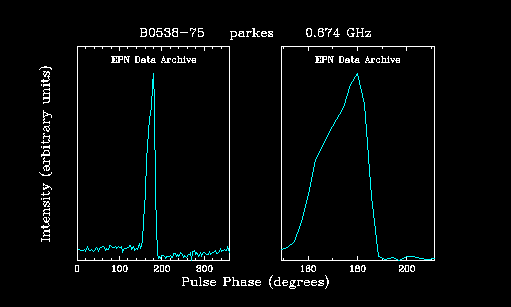 B0538-75 parkes 0.674 GHz
EPN Data Archive EPN Data Archive
Intensity (arbitrary units)
0 100 200 300 180 190 200
Pulse Phase (degrees)